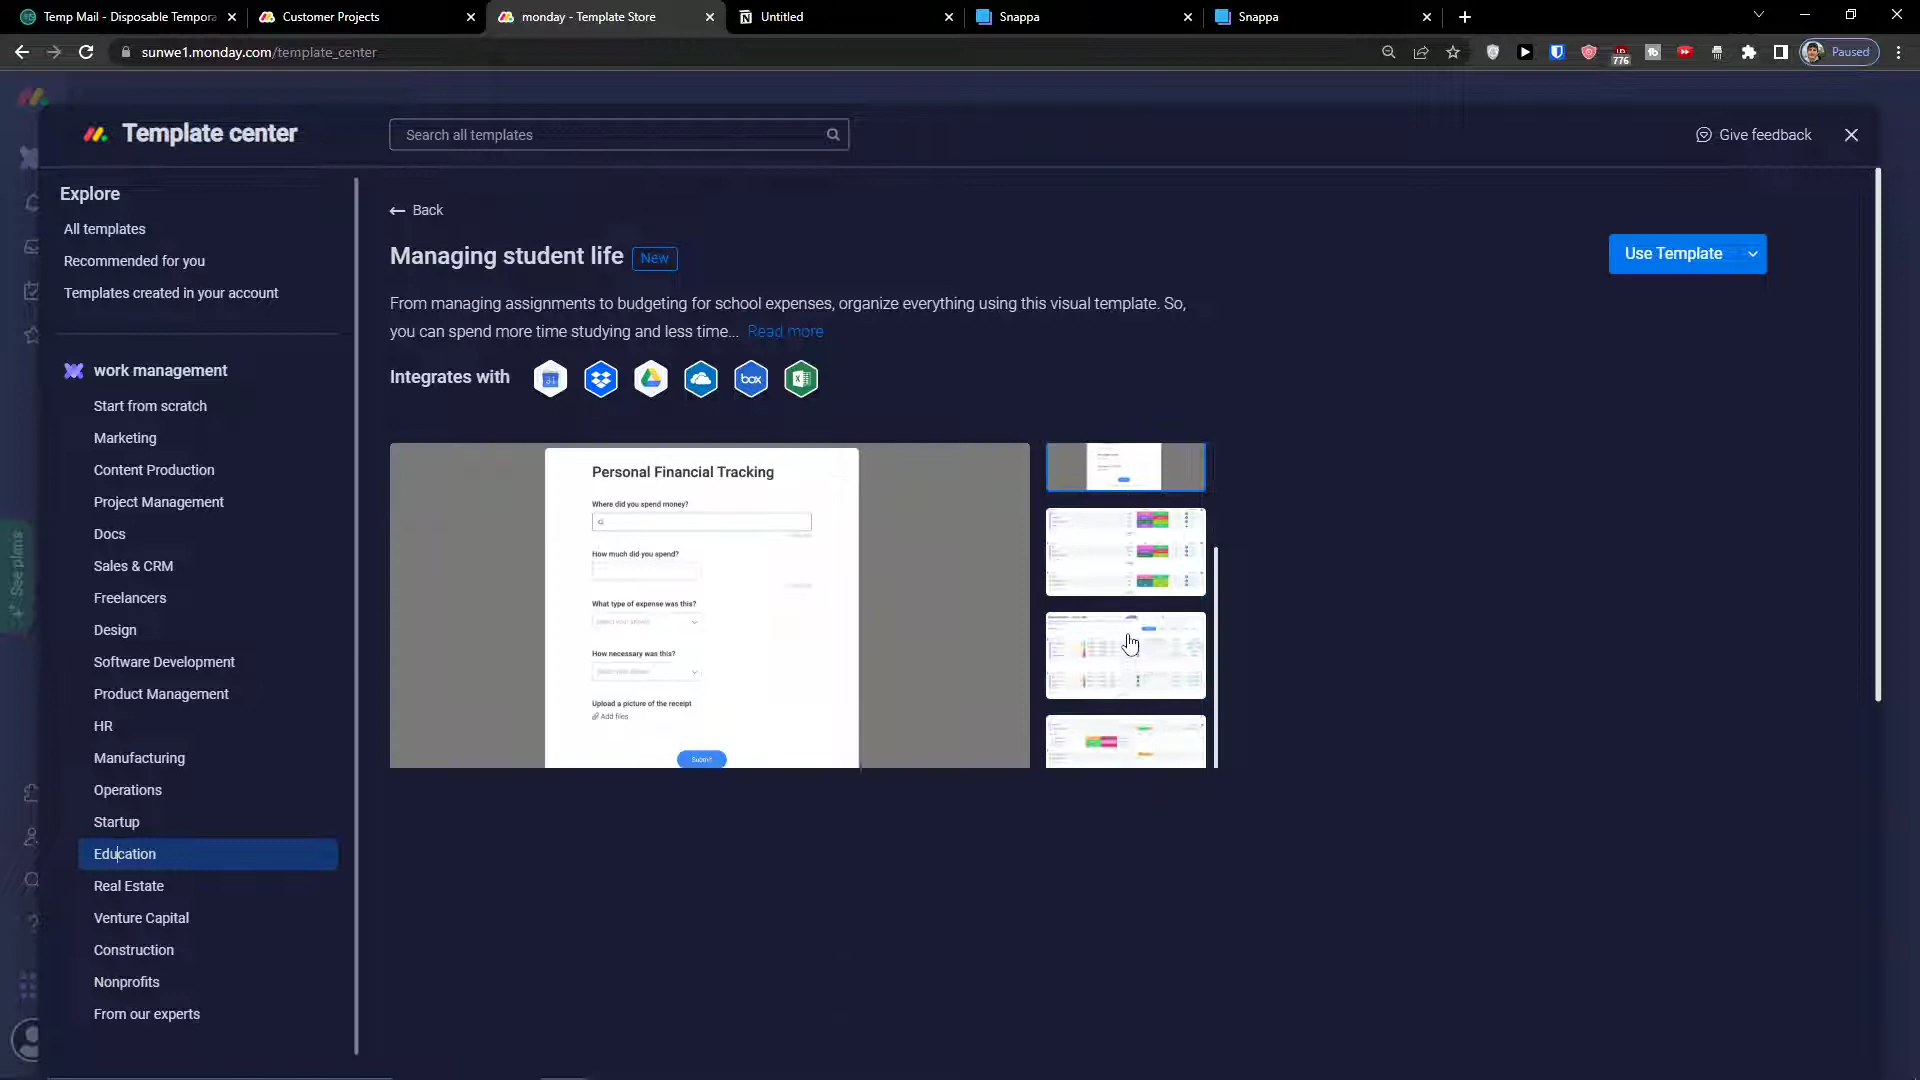 Temp Mail - Disposable Tempora
Customer Projects
monday - Template Store
Untitled
Snappa
Snappa
sunwe1.monday.com/template_center
776
Paused
Template center
Search all templates
Give feedback
Explore
All templates
Recommended for you
Templates created in your account
work management
Start from scratch
Marketing
Content Production
Project Management
Docs
Sales & CRM
Freelancers
Design
Software Development
Product Management
HR
Manufacturing
Operations
Startup
Education
Real Estate
Venture Capital
Construction
Nonprofits
From our experts
See plans
Back
Managing student life New
Use Template
From managing assignments to budgeting for school expenses, organize everything using this visual template. So,
you can spend more time studying and less time... Read more
Integrates with
31
box
Personal Financial Tracking
Where did you spend money?
How much did you spend?
What type of expense was this?
How necessary was this?
Upload a picture of the receipt
Add files
Submit